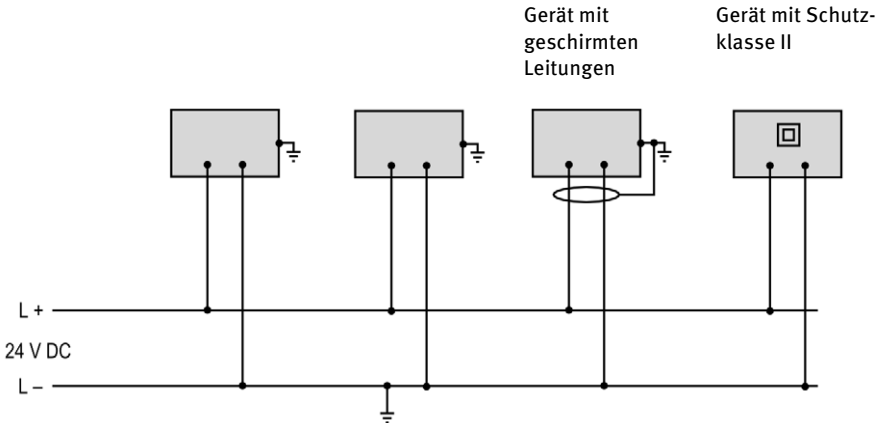 Gerät mit
geschirmten
Leitungen
Gerät mit Schutz-
klasse II
L +
24 V DC
L –